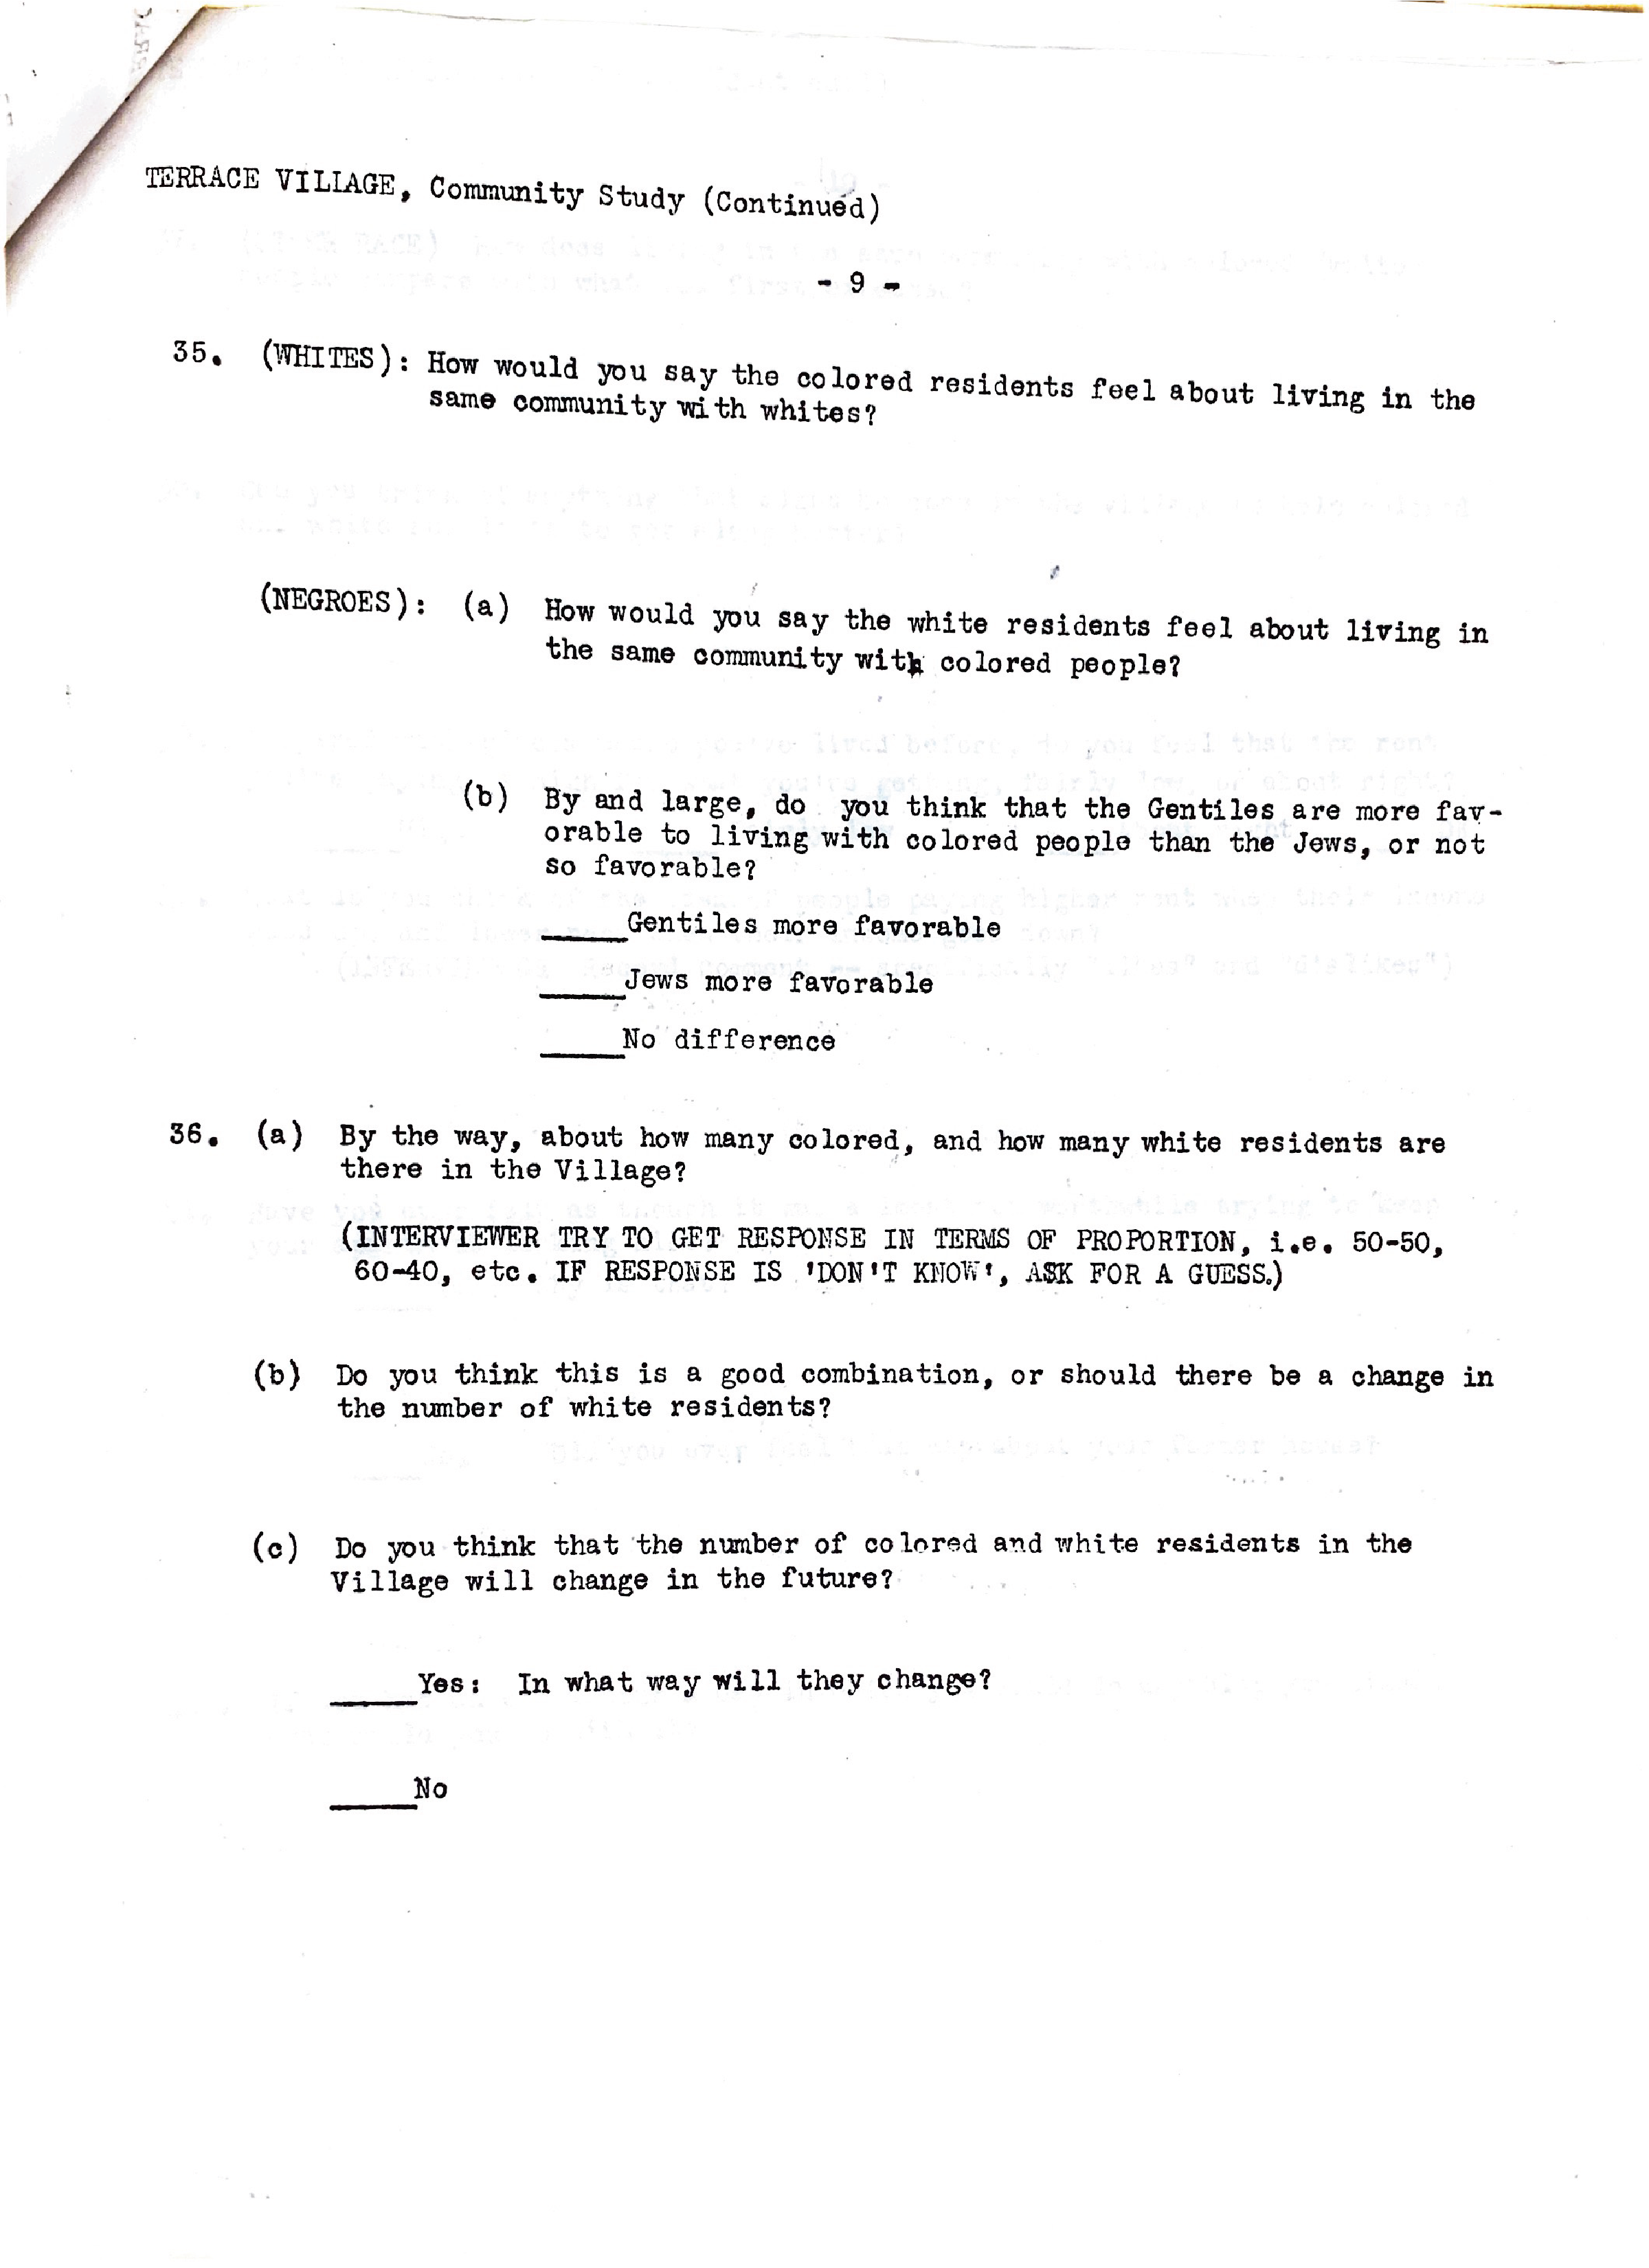 TERRACE VILLAGE, Community Study (Continued)
- 9 -
35. (WHITES): How would you say the colored residents feel about living in the
same community with whites?
(NEGROES): (a) How would you say the white residents feel about living in
the same community with colored people?
(b) By and large, do you think that the Gentiles are more fav-
orable to living with colored people than the Jews, or not
so favorable?
_____Gentiles more favorable
_____Jews more favorable
_____No difference
36. (a) By the way, about how many colored, and how many white residents are
there in the Village?
(INTERVIEWER TRY TO GET RESPONSE IN TERMS OF PROPORTION, i.e. 50-50,
60-40, etc. IF RESPONSE IS 'DON'T KNOW', ASK FOR A GUESS.)
(b) Do you think this is a good combination, or should there be a change in
the number of white residents?
(c) Do you think that the number of colored and white residents in the
Village will change in the future?
_____Yes: In what way will they change?
_____No